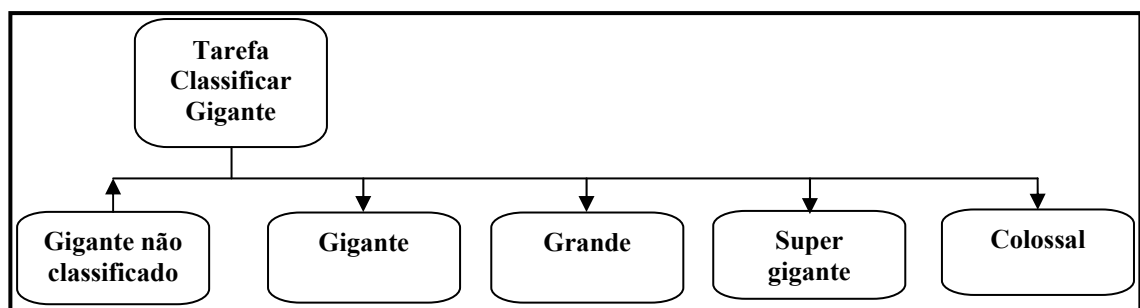 Tarefa
Classificar
Gigante
Gigante não
classificado
Gigante
Grande
Super
gigante
Colossal